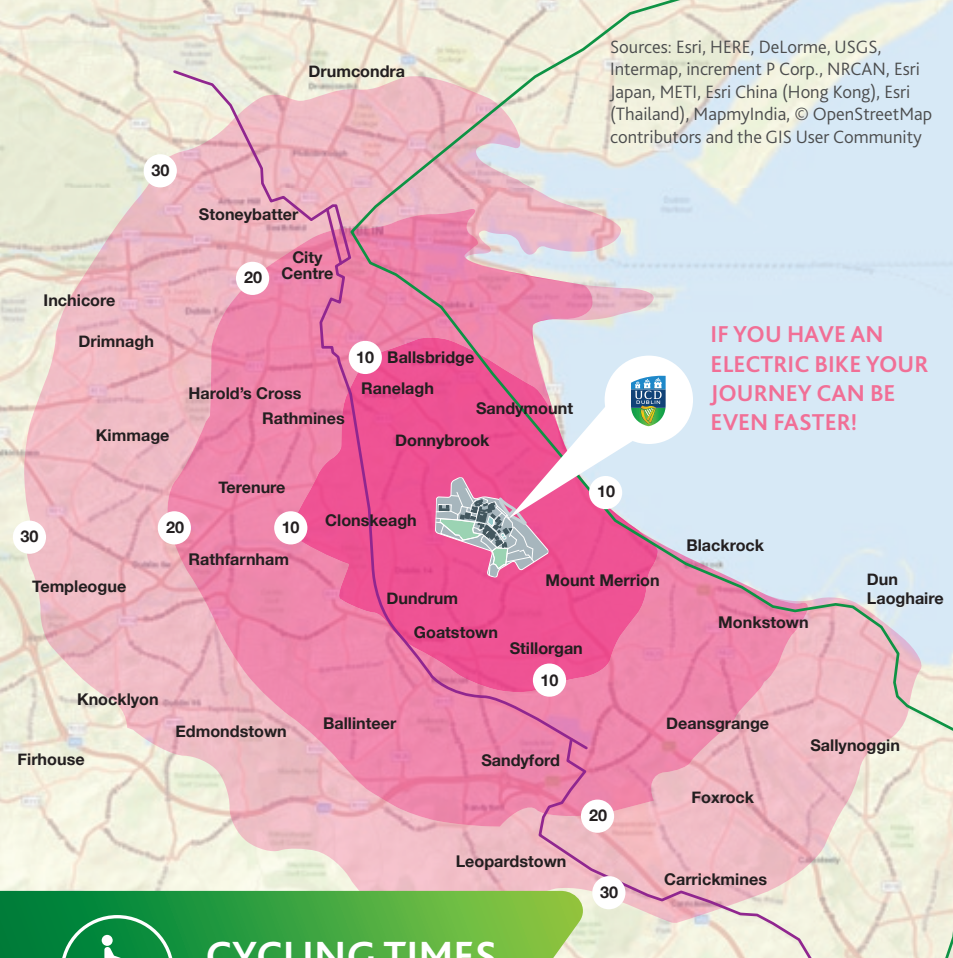 Sources: Esri, HERE, DeLorme, USGS,
Intermap, increment P Corp., NRCAN, Esri
Japan, METI, Esri China (Hong Kong), Esri
(Thailand), MapmyIndia, © OpenStreetMap
contributors and the GIS User Community
Drumcondra
30
Stoneybatter
City
Centre
20
Inchicore
Drimnagh
IF YOU HAVE AN
ELECTRIC BIKE YOUR
JOURNEY CAN BE
EVEN FASTER!
10
Ballsbridge
Ranelagh
UCD
DUBLIN
Harold's Cross
Rathmines
Sandymount
Kimmage
Donnybrook
Terenure
10
Clonskeagh
30
20
10
Rathfarnham
Blackrock
Templeogue
Mount Merrion
Dun
Laoghaire
Dundrum
Monkstown
Goatstown
Stillorgan
10
Knocklyon
Edmondstown
Ballinteer
Deansgrange
Firhouse
Sandyford
Sallynoggin
Foxrock
20
Leopardstown
Carrickmines
30
CYCLING TIMES